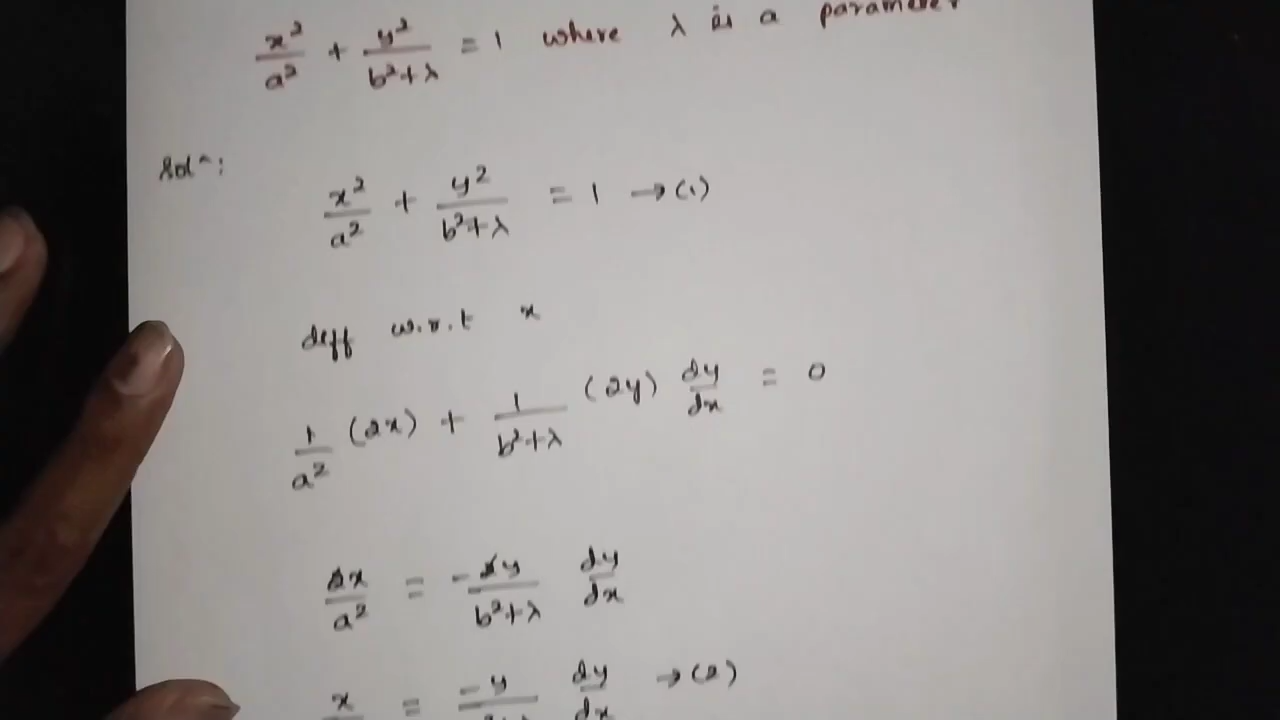 x²/a² + y²/(b²+λ) = 1 where λ is a parameter
Solⁿ:
x²/a² + y²/(b²+λ) = 1 → (1)
diff w.r.t x
1/a² (2x) + 1/(b²+λ) (2y) dy/dx = 0
2x/a² = -2y/(b²+λ) dy/dx
x = -y dy/dx → (2)